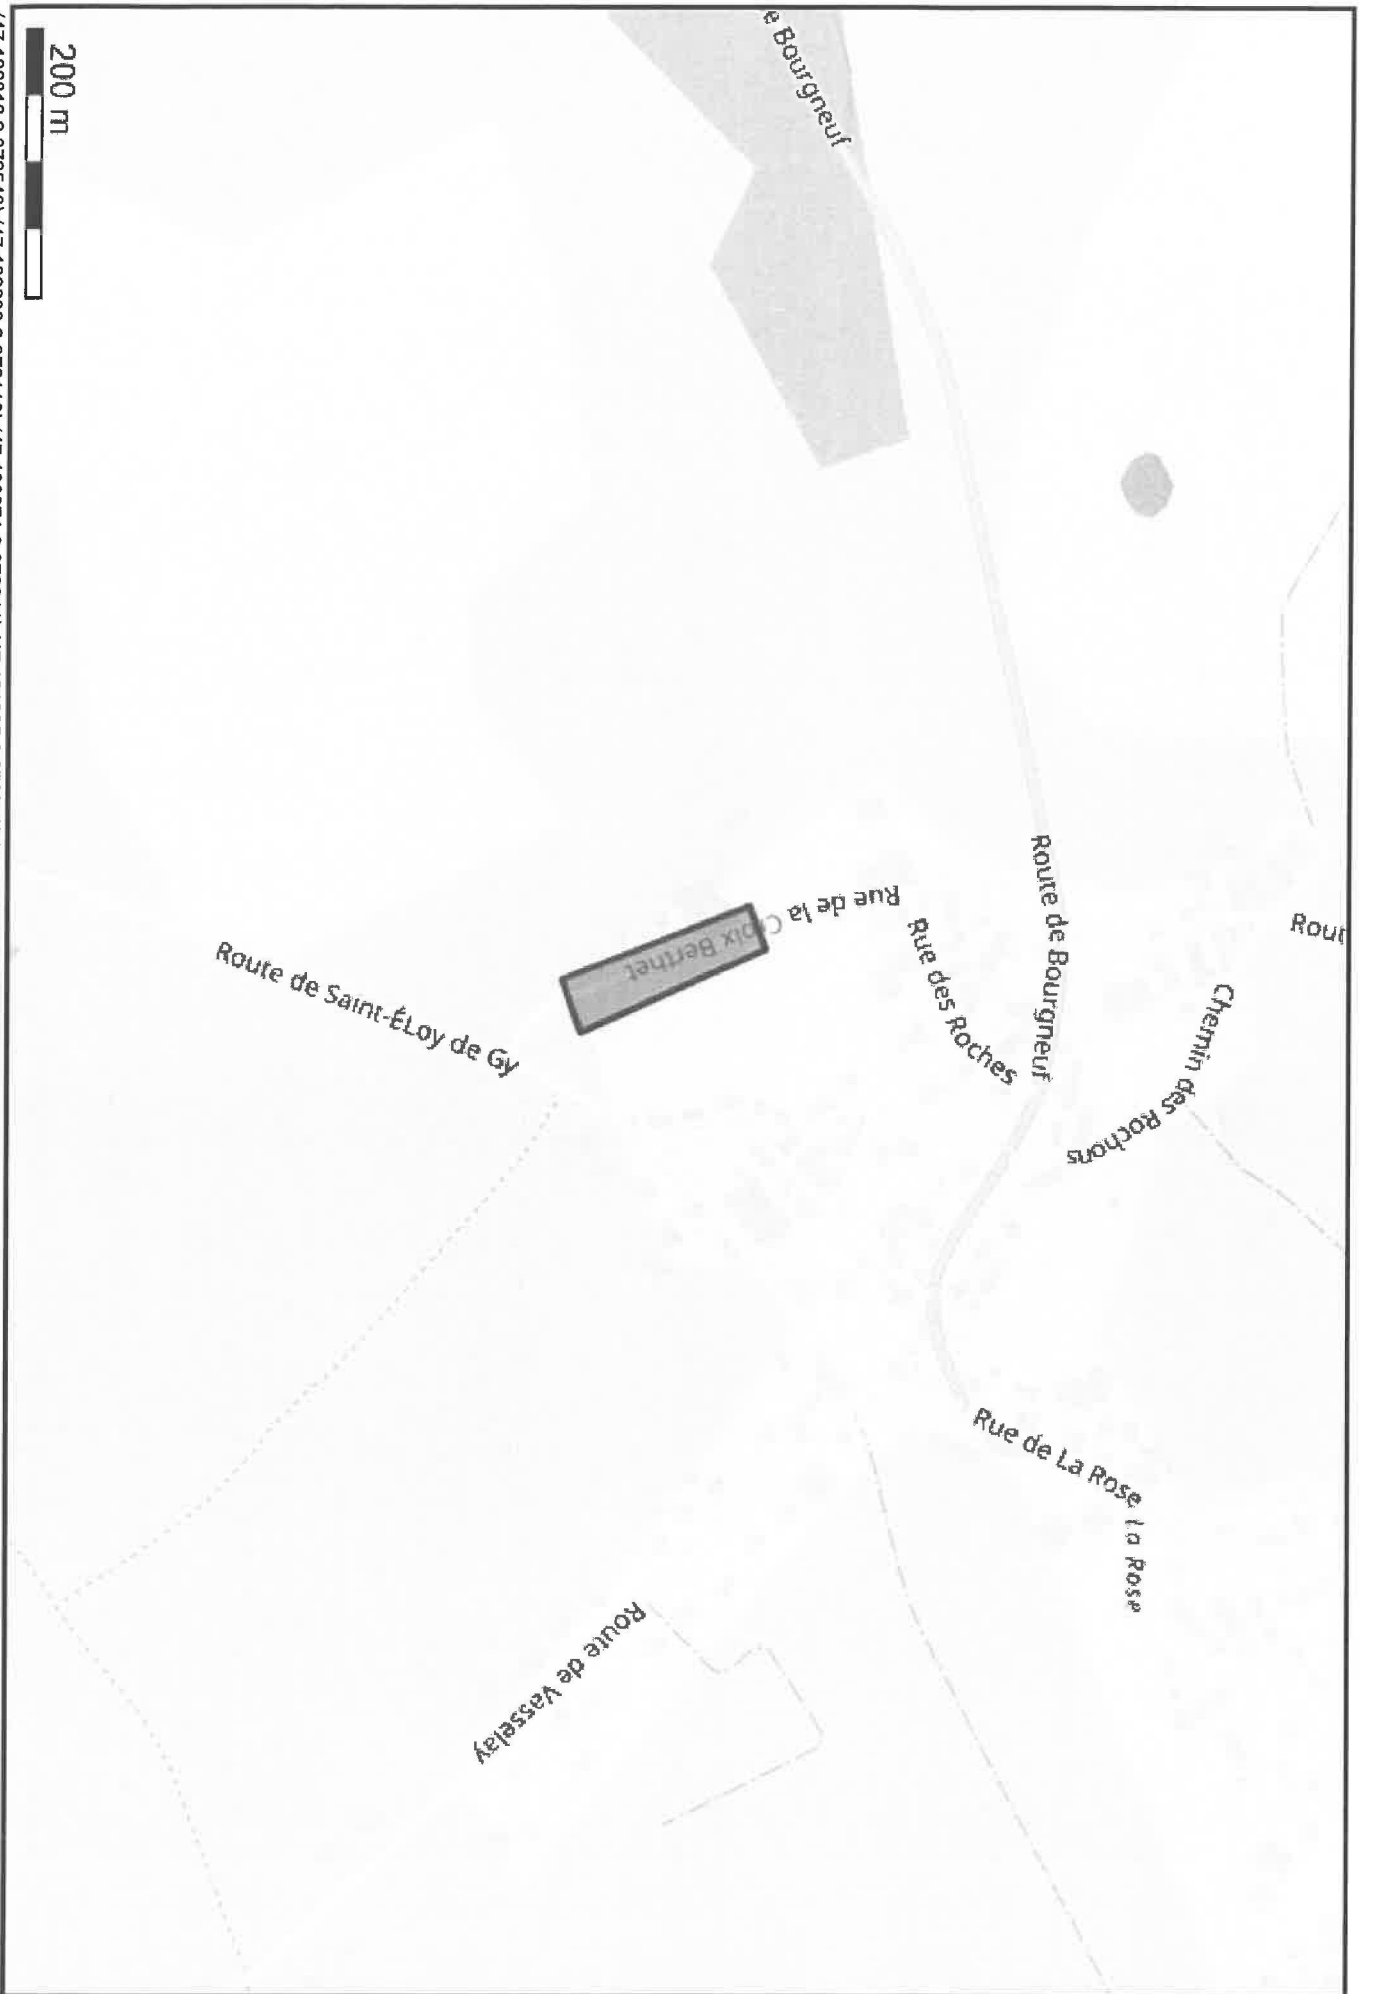 e Bourgneuf
200 m
Route de Bourgneuf
Rout
Rue de la Croix Berthet
Rue des Roches
Chemin des Rochons
Route de Saint-ÉLoy de Gy
Rue de La Rose
La Rose
Route de Vasselay